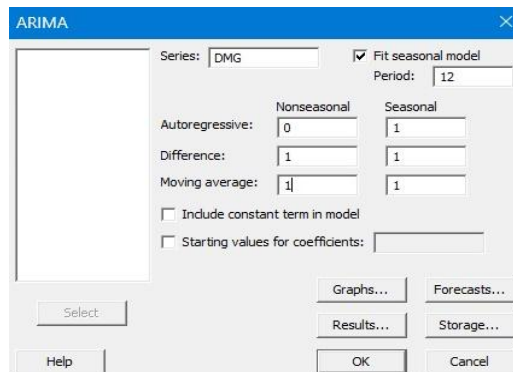 ARIMA
Series: DMG
Fit seasonal model
Period: 12
Nonseasonal Seasonal
Autoregressive: 0 1
Difference: 1 1
Moving average: 1 1
Include constant term in model
Starting values for coefficients:
Graphs... Forecasts...
Select
Results... Storage...
Help OK Cancel